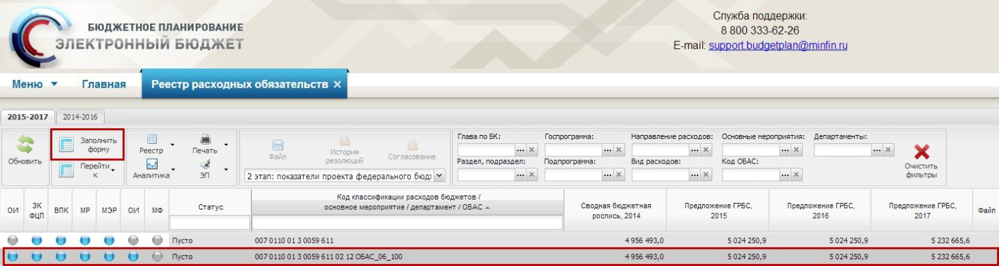 БЮДЖЕТНОЕ ПЛАНИРОВАНИЕ
ЭЛЕКТРОННЫЙ БЮДЖЕТ
Служба поддержки:
8 800 333-62-26
E-mail: support.budgetplan@minfin.ru
Меню Главная Реестр расходных обязательств ×
2015-2017 2014-2016
Обновить
Заполнить
форму
Перейти
к
Реестр
Аналитика
Печать
ЭП
Файл
История
резолюций
Согласование
2 этап: показатели проекта федерального бюд
Глава по БК: Госпрограмма: Направление расходов: Основные мероприятия: Департаменты:
Раздел, подраздел: Подпрограмма: Вид расходов: Код ОБАС:
Очистить
фильтры
ОИ
ЗК
ФЦП
ВПК
МР
МЭР
ОИ
МФ
Статус
Код классификации расходов бюджетов /
основное мероприятие / департамент / ОБАС
Сводная бюджетная
роспись, 2014
Предложение ГРБС,
2015
Предложение ГРБС,
2016
Предложение ГРБС,
2017
Файл
Пусто 007 0110 01 3 0059 611 4 956 493,0 5 024 250,9 5 024 250,9 5 232 665,6
Пусто 007 0110 01 3 0059 611 02 12 ОБАС_06_100 4 956 493,0 5 024 250,9 5 024 250,9 5 232 665,6